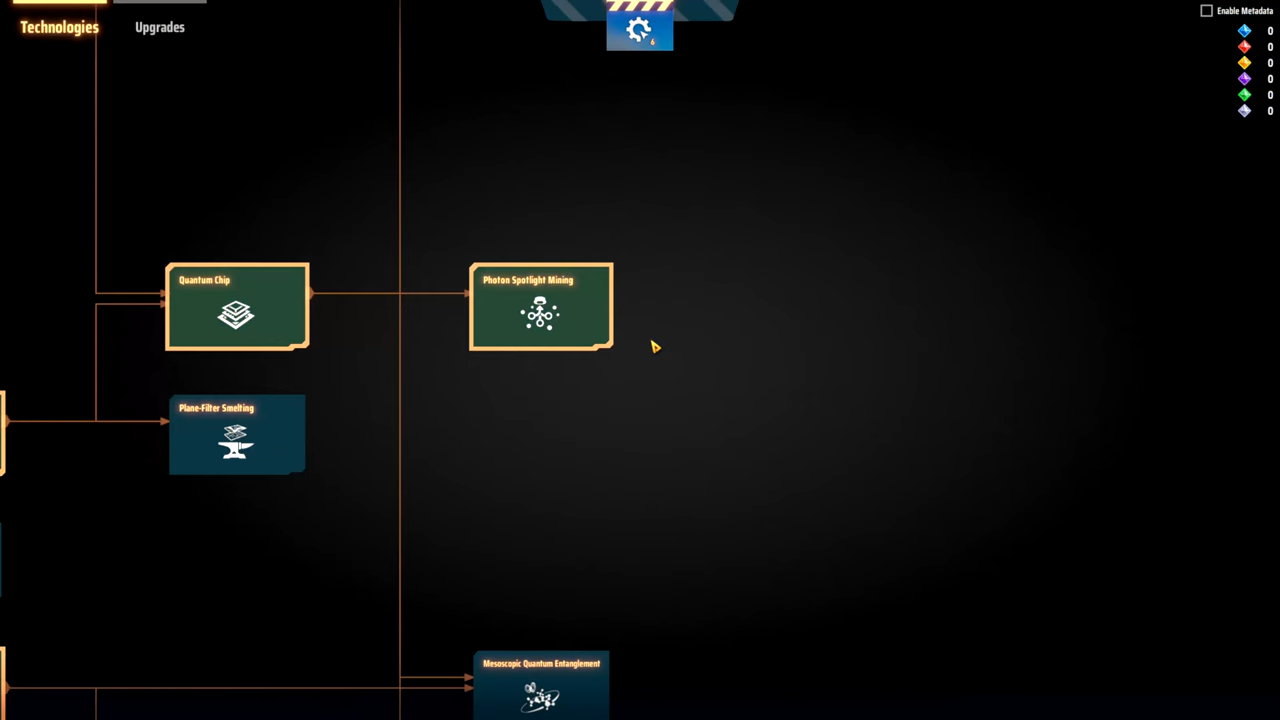 Technologies
Upgrades
6
Enable Metadata
0
0
0
0
0
0
Quantum Chip
Photon Spotlight Mining
Plane-Filter Smelting
Mesoscopic Quantum Entanglement